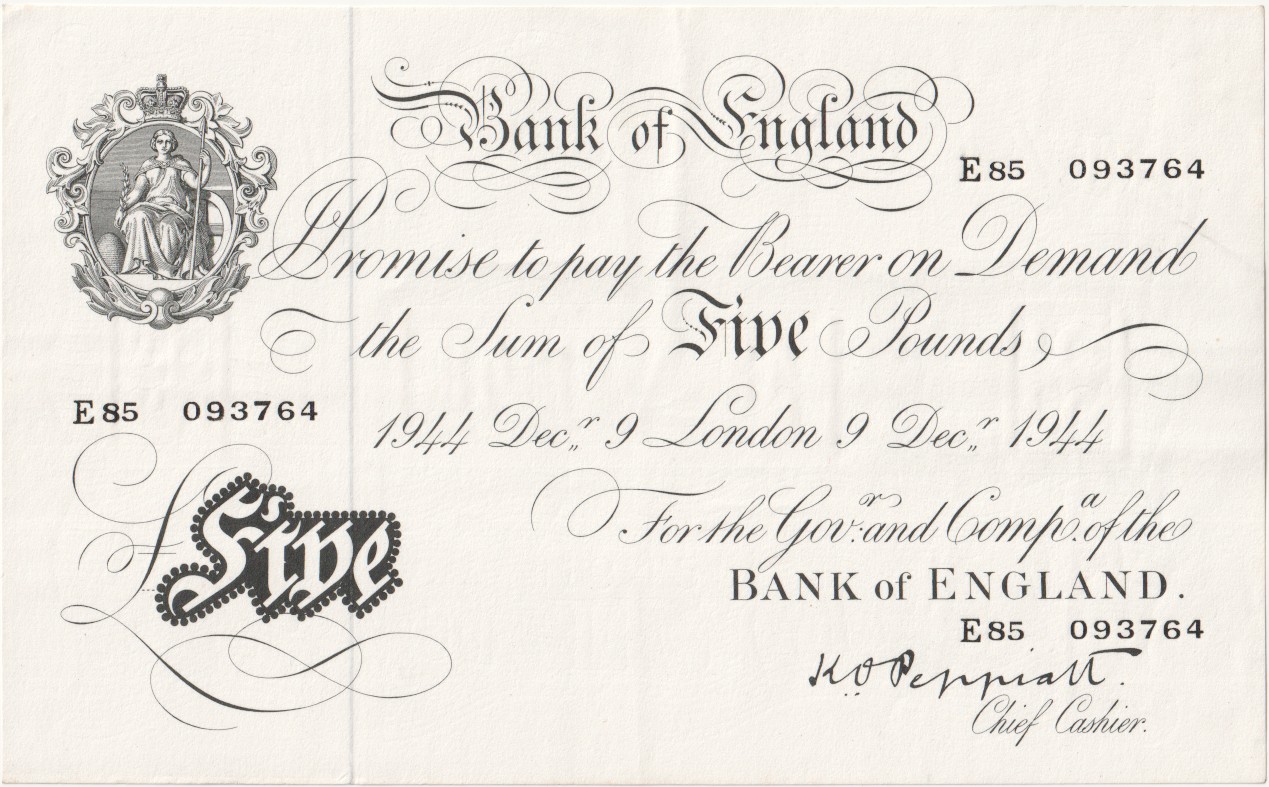 Bank of England
E85 093764
I Promise to pay the Bearer on Demand
the Sum of Five Pounds
E85 093764
1944 Decr 9 London 9 Decr 1944
£Five
For the Govr. and Compa. of the
BANK of ENGLAND.
E85 093764
K.O. Peppiatt.
Chief Cashier.